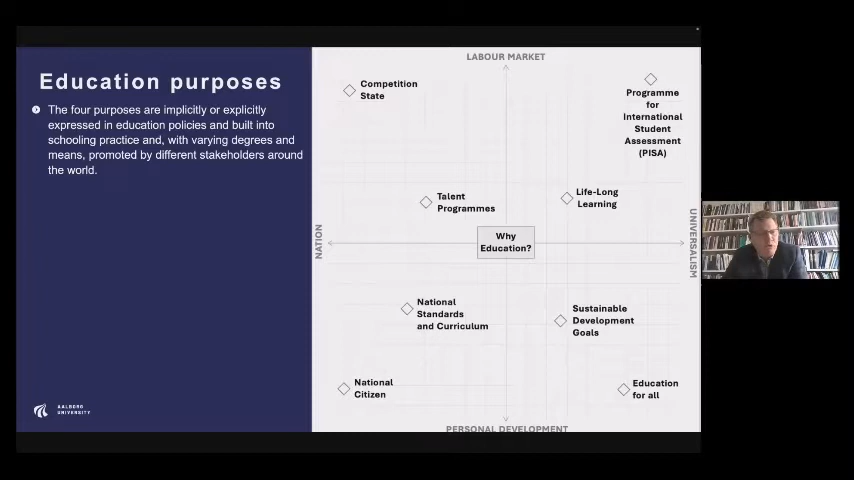 Education purposes
The four purposes are implicitly or explicitly
expressed in education policies and built into
schooling practice and, with varying degrees and
means, promoted by different stakeholders around
the world.
AALBORG
UNIVERSITY
LABOUR MARKET
Competition
State
Programme
for
International
Student
Assessment
(PISA)
Talent
Programmes
Life-Long
Learning
NATION
Why
Education?
UNIVERSALISM
National
Standards
and Curriculum
Sustainable
Development
Goals
National
Citizen
Education
for all
PERSONAL DEVELOPMENT